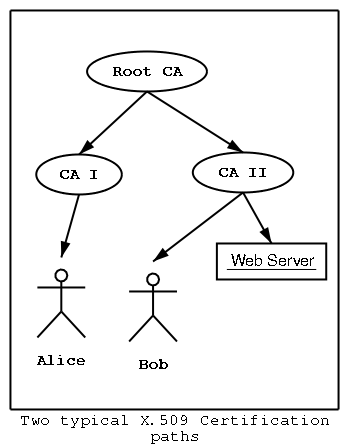 Root CA
CA I
CA II
Web Server
Alice
Bob
Two typical X.509 Certification
paths